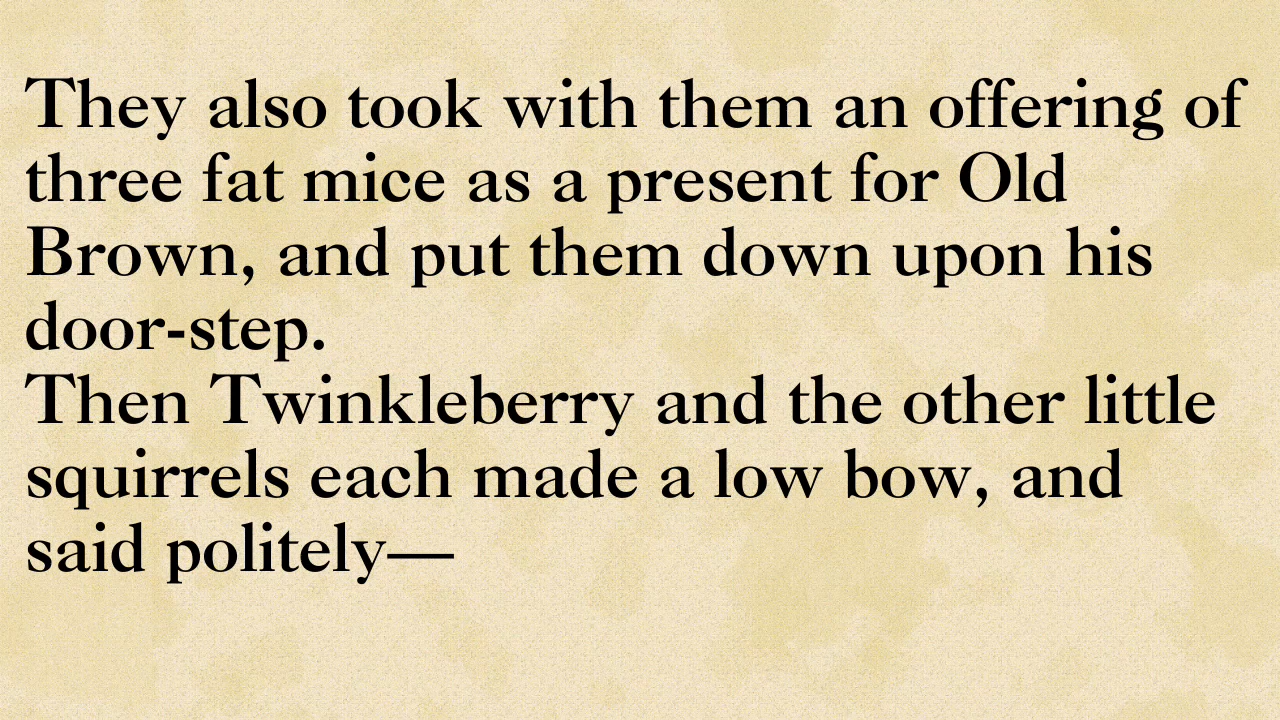 They also took with them an offering of
three fat mice as a present for Old
Brown, and put them down upon his
door-step.
Then Twinkleberry and the other little
squirrels each made a low bow, and
said politely—